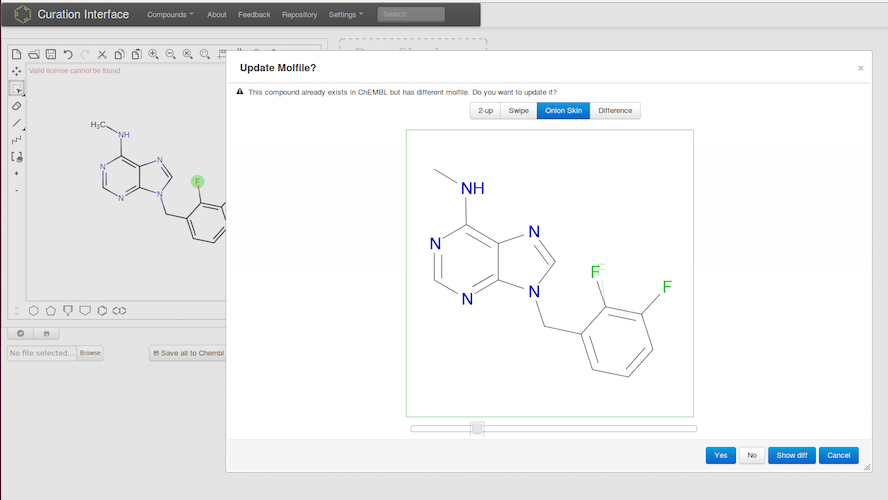 Curation Interface Compounds About Feedback Repository Settings Search
Valid license cannot be found
H₃C
NH
N
N
N
N
F
No file selected... Browse
Save all to Chembl
Update Molfile?
×
This compound already exists in ChEMBL but has different molfile. Do you want to update it?
2-up Swipe Onion Skin Difference
NH
N
N
N
N
F
F
F
Yes No Show diff Cancel